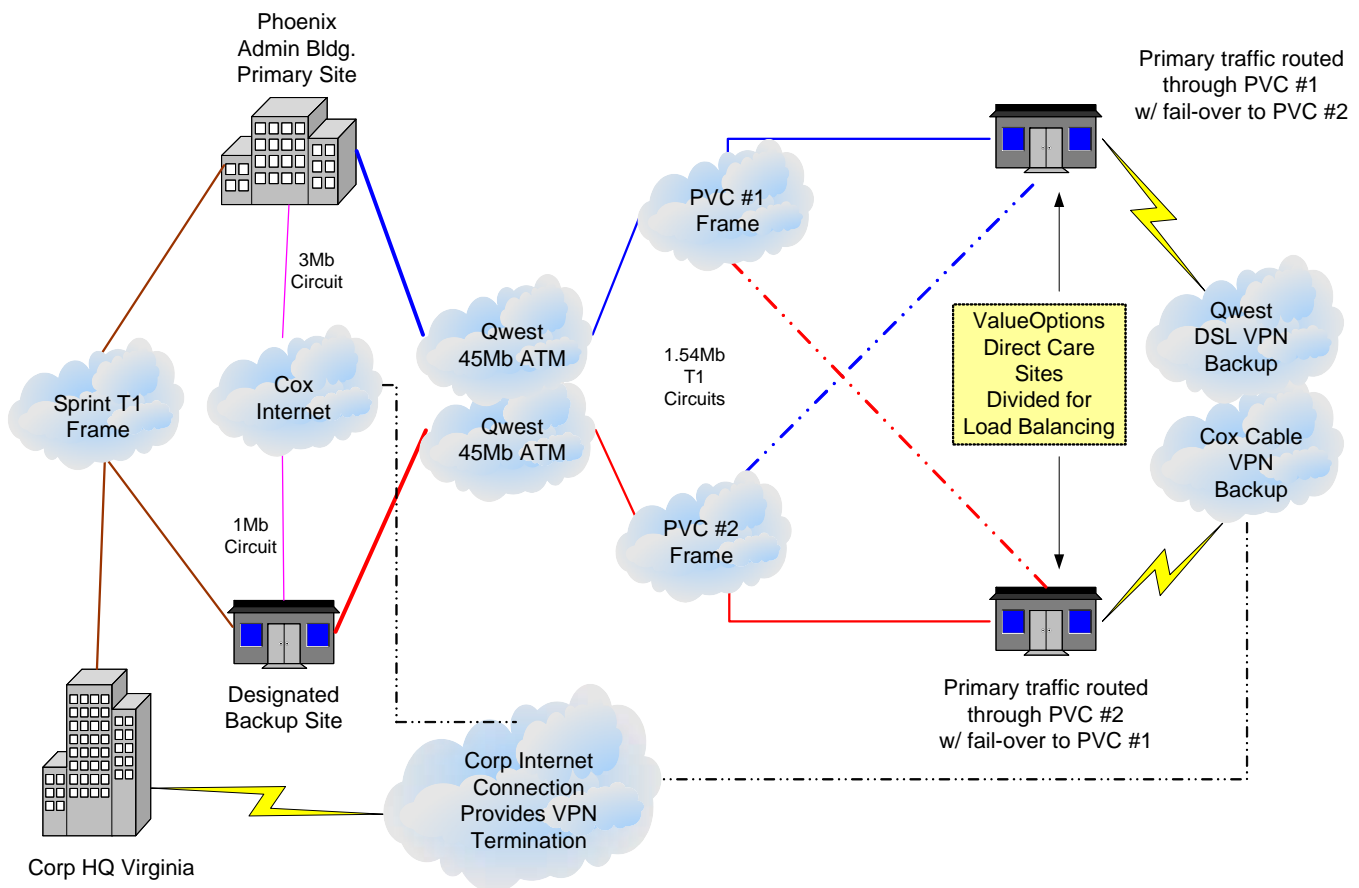 Phoenix
Admin Bldg.
Primary Site
Primary traffic routed
through PVC #1
w/ fail-over to PVC #2
PVC #1
Frame
3Mb
Circuit
Qwest
45Mb ATM
1.54Mb
T1
Circuits
ValueOptions
Direct Care
Sites
Divided for
Load Balancing
Qwest
DSL VPN
Backup
Sprint T1
Frame
Cox
Internet
Qwest
45Mb ATM
Cox Cable
VPN
Backup
1Mb
Circuit
PVC #2
Frame
Designated
Backup Site
Primary traffic routed
through PVC #2
w/ fail-over to PVC #1
Corp Internet
Connection
Provides VPN
Termination
Corp HQ Virginia